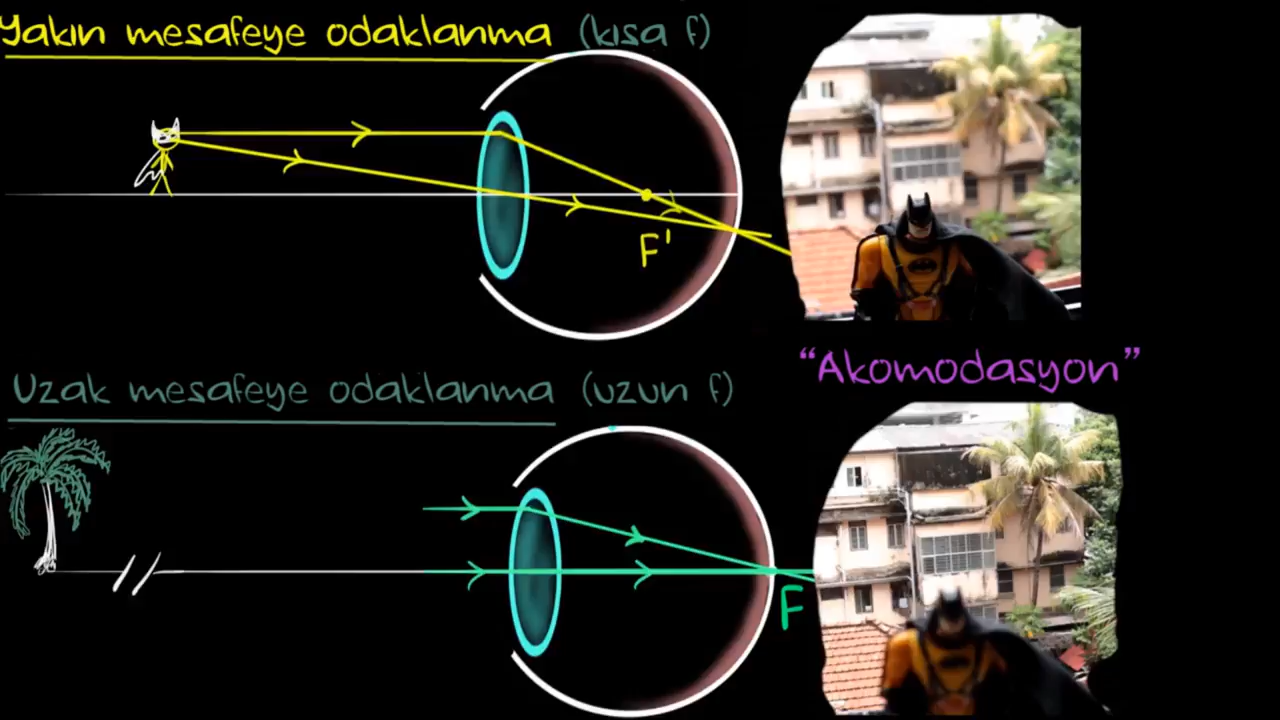 Yakın mesafeye odaklanma (kısa f)
F'
"Akomodasyon"
Uzak mesafeye odaklanma (uzun f)
F